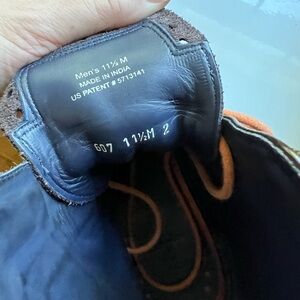 Men's 11½ M
MADE IN INDIA
US PATENT # 5713141
607 11½M 2